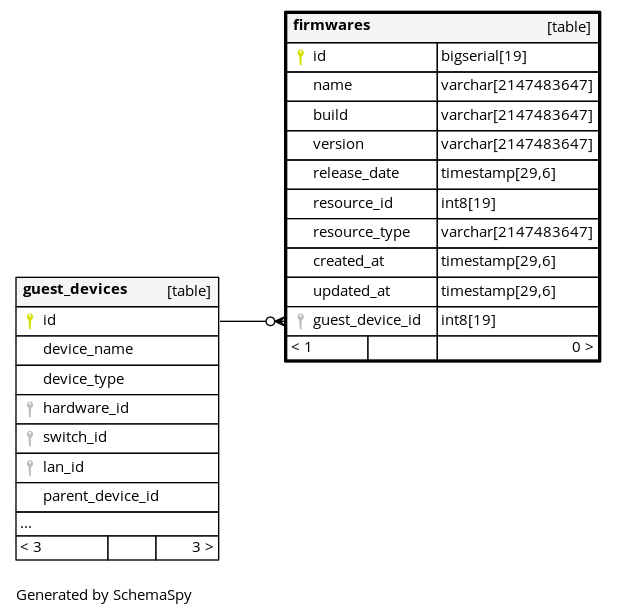 firmwares [table]
id bigserial[19]
name varchar[2147483647]
build varchar[2147483647]
version varchar[2147483647]
release_date timestamp[29,6]
resource_id int8[19]
resource_type varchar[2147483647]
created_at timestamp[29,6]
updated_at timestamp[29,6]
guest_device_id int8[19]
< 1 0 >
guest_devices [table]
id
device_name
device_type
hardware_id
switch_id
lan_id
parent_device_id
...
< 3 3 >
Generated by SchemaSpy